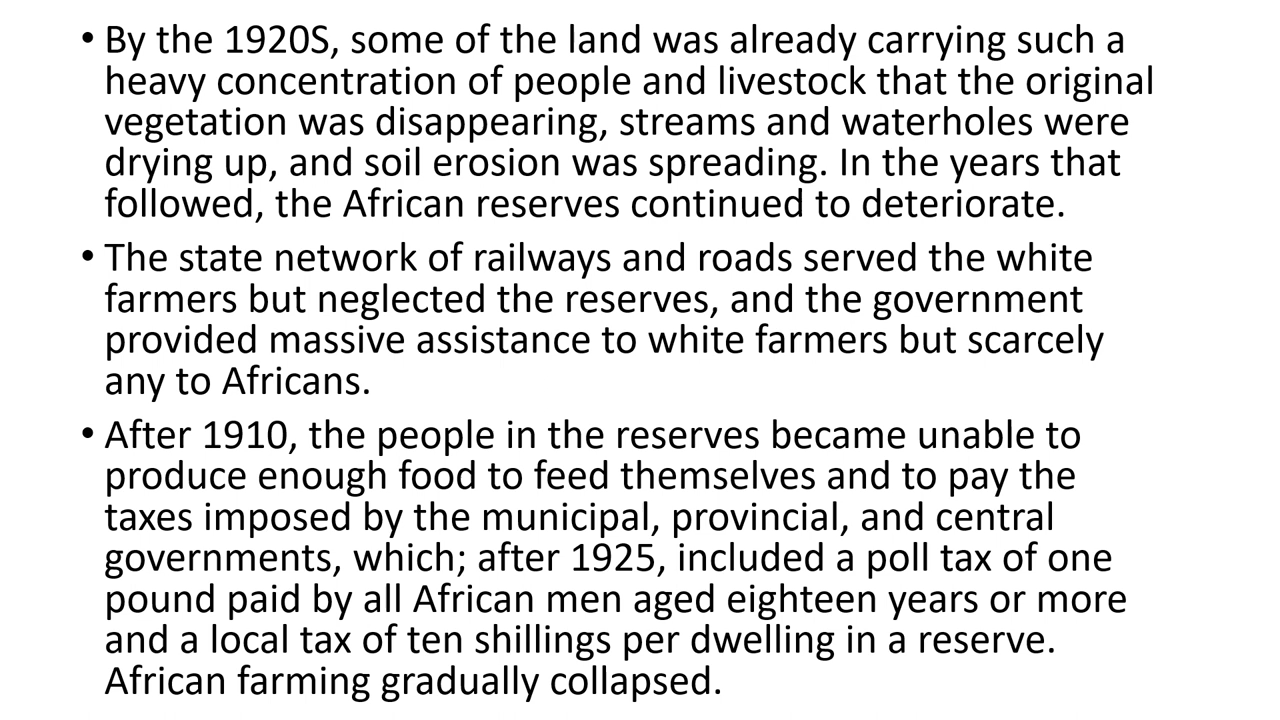 • By the 1920S, some of the land was already carrying such a
heavy concentration of people and livestock that the original
vegetation was disappearing, streams and waterholes were
drying up, and soil erosion was spreading. In the years that
followed, the African reserves continued to deteriorate.
• The state network of railways and roads served the white
farmers but neglected the reserves, and the government
provided massive assistance to white farmers but scarcely
any to Africans.
• After 1910, the people in the reserves became unable to
produce enough food to feed themselves and to pay the
taxes imposed by the municipal, provincial, and central
governments, which; after 1925, included a poll tax of one
pound paid by all African men aged eighteen years or more
and a local tax of ten shillings per dwelling in a reserve.
African farming gradually collapsed.